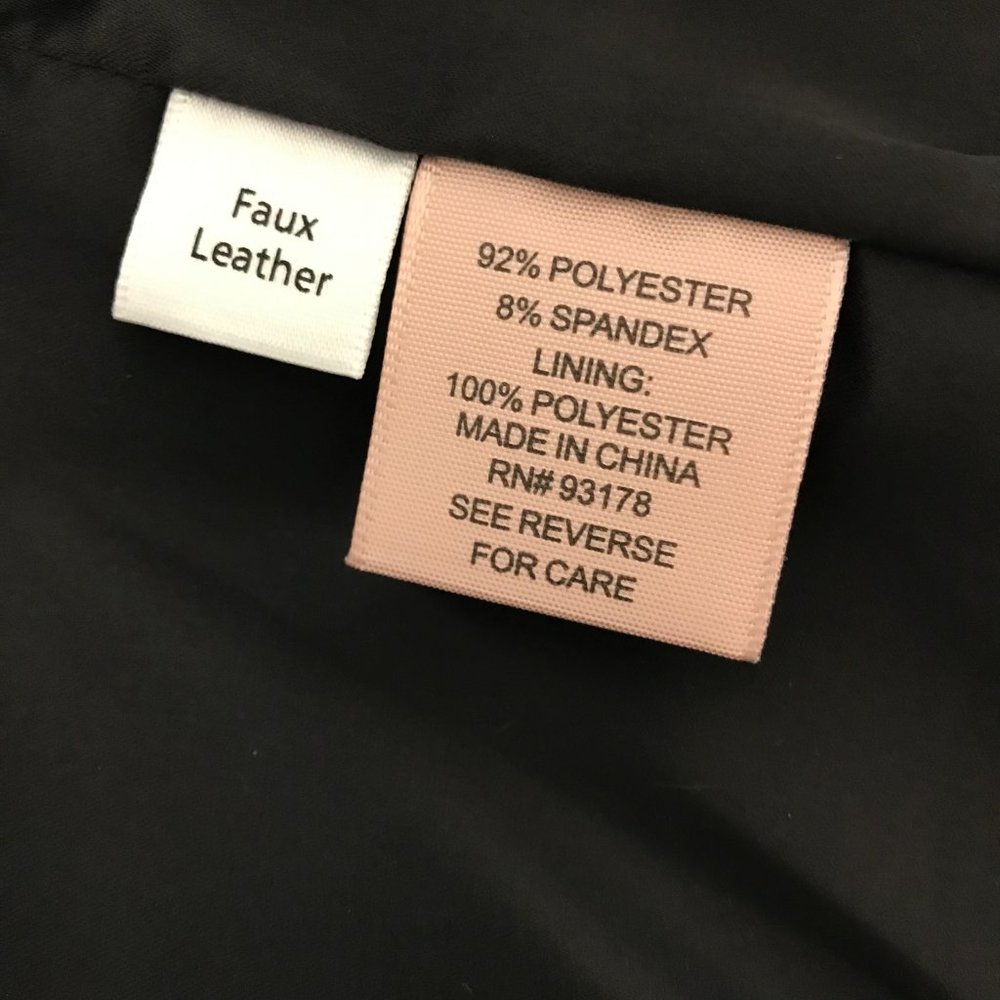 Faux
Leather
92% POLYESTER
8% SPANDEX
LINING:
100% POLYESTER
MADE IN CHINA
RN# 93178
SEE REVERSE
FOR CARE